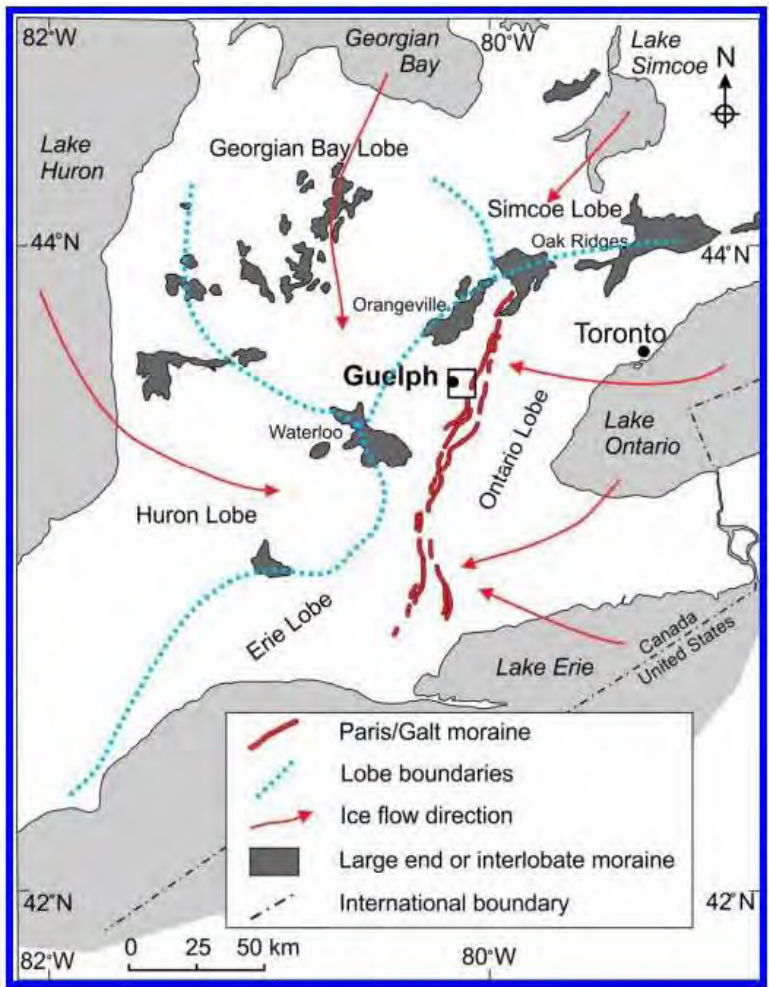 82°W
80°W
Georgian
Bay
Lake
Simcoe
N
Lake
Huron
Georgian Bay Lobe
Simcoe Lobe
Oak Ridges
44°N
44°N
Orangeville
Toronto
Guelph
Waterloo
Lake
Ontario
Ontario Lobe
Huron Lobe
Erie Lobe
Canada
United States
Lake Erie
Paris/Galt moraine
Lobe boundaries
Ice flow direction
Large end or interlobate moraine
International boundary
42°N
42°N
0 25 50 km
82°W
80°W